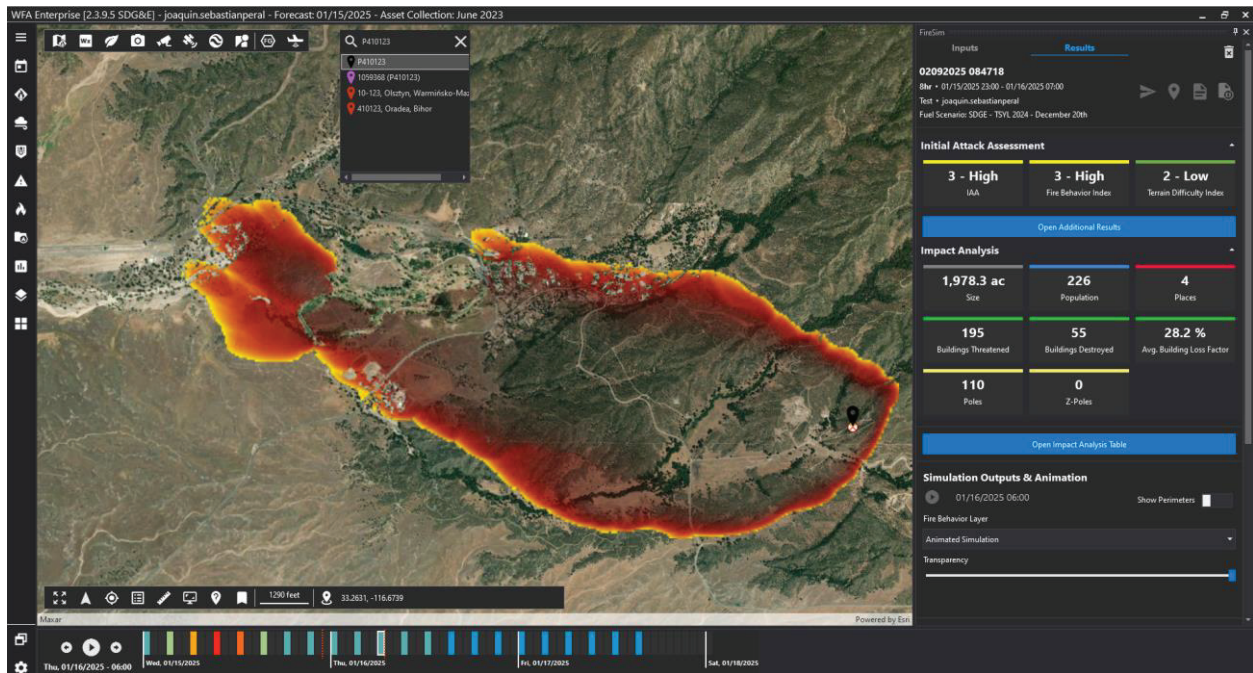 WFA Enterprise [2.3.9.5 SDG&E] - joaquin.sebastianperal - Forecast: 01/15/2025 - Asset Collection: June 2023
P410123
P410123
1059368 (P410123)
10-123, Olsztyn, Warmińsko-Maz
410123, Oradea, Bihor
1290 feet
33.2631, -116.6739
Maxar
Powered by Esri
FireSim
Inputs
Results
02092025 084718
8hr • 01/15/2025 23:00 - 01/16/2025 07:00
Test • joaquin.sebastianperal
Fuel Scenario: SDGE - TSYL 2024 - December 20th
Initial Attack Assessment
3 - High
IAA
3 - High
Fire Behavior Index
2 - Low
Terrain Difficulty Index
Open Additional Results
Impact Analysis
1,978.3 ac
Size
226
Population
4
Places
195
Buildings Threatened
55
Buildings Destroyed
28.2 %
Avg. Building Loss Factor
110
Poles
0
Z-Poles
Open Impact Analysis Table
Simulation Outputs & Animation
01/16/2025 06:00
Show Perimeters
Fire Behavior Layer
Animated Simulation
Transparency
Thu, 01/16/2025 - 06:00
Wed, 01/15/2025
Thu, 01/16/2025
Fri, 01/17/2025
Sat, 01/18/2025